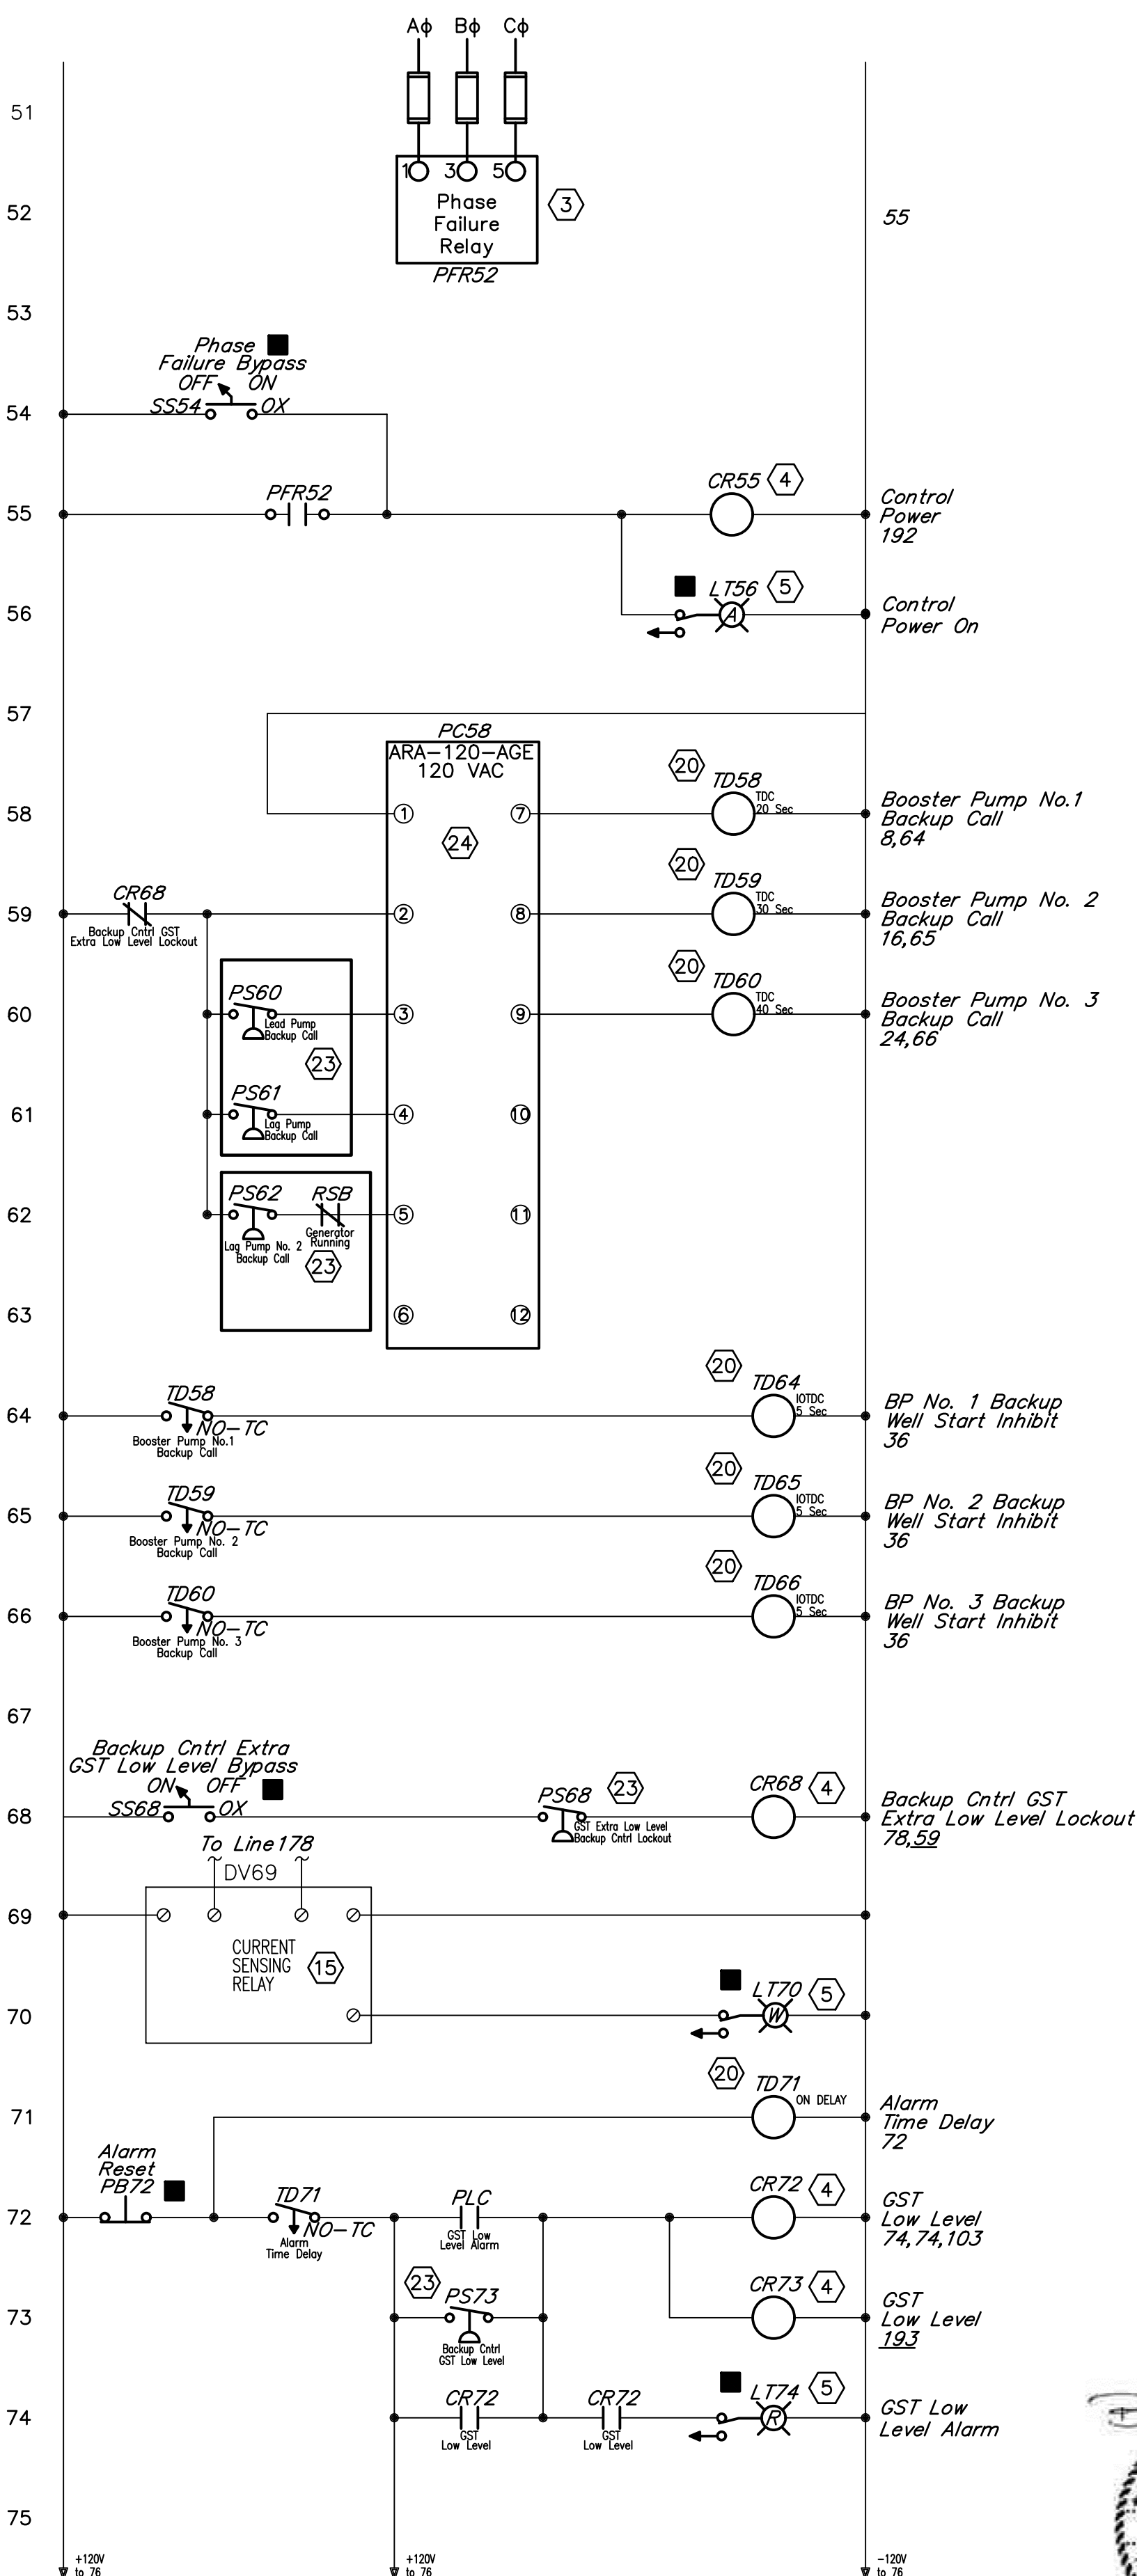 Aϕ Bϕ Cϕ
51
1 3 5
52 Phase 3 55
Failure
Relay
PFR52
53
Phase
Failure Bypass
OFF ON
54 SS54 OX
PFR52 CR55 4
55 Control
Power
192
LT56 5
56 A Control
Power On
57
PC58
ARA-120-AGE
120 VAC
20 TD58
TDC
20 Sec
58 1 7 Booster Pump No.1
Backup Call
8,64
24
20 TD59
TDC
30 Sec
CR68
59 2 8 Booster Pump No. 2
Backup Call
16,65
Backup Cntrl GST
Extra Low Level Lockout
20 TD60
TDC
40 Sec
PS60
60 3 9 Booster Pump No. 3
Backup Call
24,66
Lead Pump
Backup Call
23
PS61
61 4 10
Lag Pump
Backup Call
PS62 RSB
62 5 11
Generator
Running
Lag Pump No. 2
Backup Call
23
63 6 12
20 TD64
IOTDC
5 Sec
TD58
64 NO-TC BP No. 1 Backup
Well Start Inhibit
36
Booster Pump No.1
Backup Call
20 TD65
IOTDC
5 Sec
TD59
65 NO-TC BP No. 2 Backup
Well Start Inhibit
36
Booster Pump No. 2
Backup Call
20 TD66
IOTDC
5 Sec
TD60
66 NO-TC BP No. 3 Backup
Well Start Inhibit
36
Booster Pump No. 3
Backup Call
67
Backup Cntrl Extra
GST Low Level Bypass
ON OFF
68 SS68 OX PS68 23 CR68 4 Backup Cntrl GST
Extra Low Level Lockout
78,59
GST Extra Low Level
Backup Cntrl Lockout
To Line 178
DV69
69
CURRENT
SENSING
RELAY
15
LT70 5
70 W
20 TD71
ON DELAY
71 Alarm
Time Delay
72
Alarm
Reset
PB72
72 TD71 NO-TC PLC CR72 4 GST
Low Level
74,74,103
Alarm
Time Delay
GST Low
Level Alarm
23 PS73 CR73 4
73 GST
Low Level
193
Backup Cntrl
GST Low Level
CR72 CR72 LT74 5
74 R GST Low
Level Alarm
GST
Low Level
GST
Low Level
75
+120V
to 76
+120V
to 76
-120V
to 76